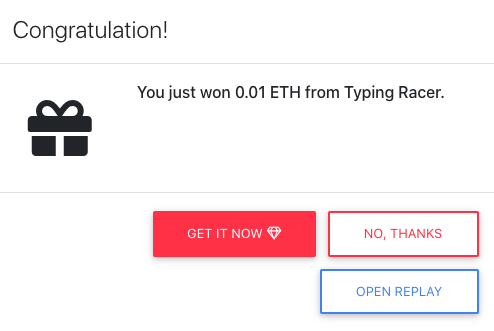 Congratulation!
You just won 0.01 ETH from Typing Racer.
GET IT NOW
NO, THANKS
OPEN REPLAY